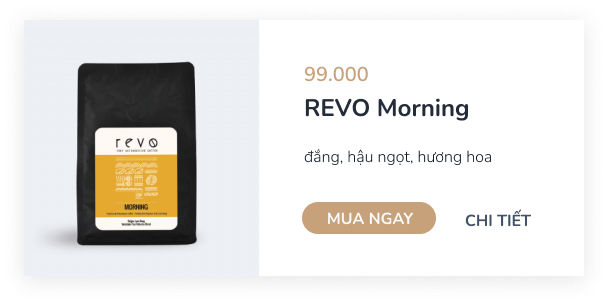 revo
MORNING
99.000
REVO Morning
đắng, hậu ngọt, hương hoa
MUA NGAY
CHI TIẾT